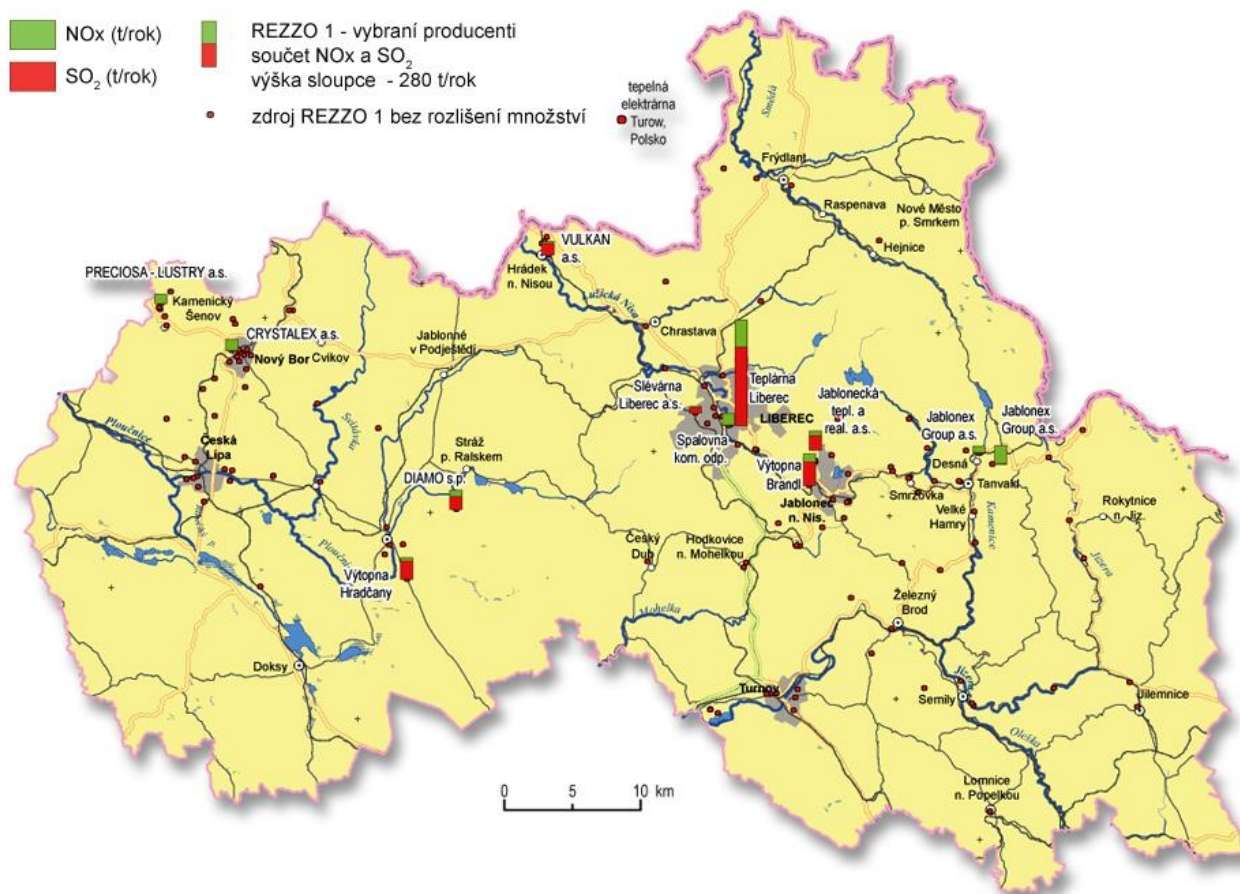 NOx (t/rok)
SO2 (t/rok)
REZZO 1 - vybraní producenti
součet NOx a SO2
výška sloupce - 280 t/rok
zdroj REZZO 1 bez rozlišení množství
tepelná
elektrárna
Turow,
Polsko
Smědá
Frýdlant
Raspenava
Nové Město
p. Smrkem
Hejnice
VULKAN
a.s.
Hrádek
n. Nisou
Lužická Nisa
Chrastava
PRECIOSA - LUSTRY a.s.
Kamenický
Šenov
CRYSTALEX a.s.
Nový Bor
Cvikov
Jablonné
v Podještědí
Slévárna
Liberec a.s.
Teplárna
Liberec
LIBEREC
Spalovna
kom. odp.
Jablonecká
tepl. a
real. a.s.
Jablonex
Group a.s.
Jablonex
Group a.s.
Desná
Tanvald
Smržovka
Velké
Hamry
Kamenice
Rokytnice
n. Jiz.
Jizera
Výtopna
Brandl
Jablonec
n. Nis.
Ploučnice
Česká
Lípa
Svitávka
Stráž
p. Ralskem
DIAMO s.p.
Výtopna
Hradčany
Český
Dub
Hodkovice
n. Mohelkou
Mohelka
Železný
Brod
Doksy
Turnov
Jizera
Semily
Jilemnice
Oleška
Lomnice
n. Popelkou
0 5 10 km